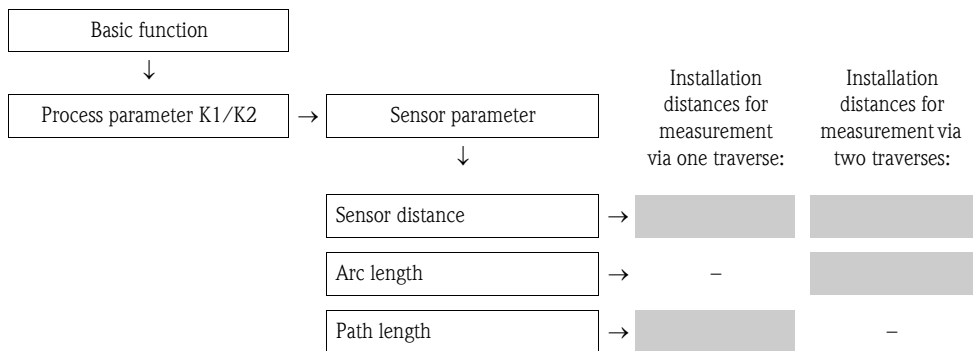 Basic function
↓
Process parameter K1/K2 → Sensor parameter
↓
Installation
distances for
measurement
via one traverse:
Installation
distances for
measurement via
two traverses:
Sensor distance →
Arc length → –
Path length → –